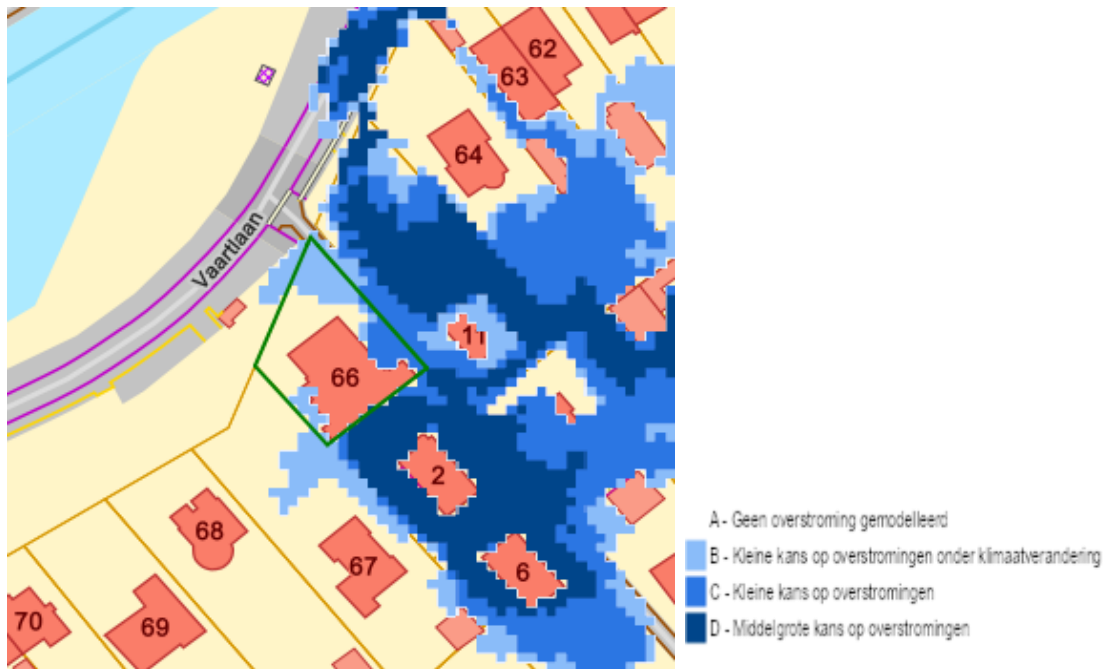 62
63
64
Vaartlaan
11
66
2
68
67
6
70
69
A - Geen overstroming gemodelleerd
B - Kleine kans op overstromingen onder klimaatverandering
C - Kleine kans op overstromingen
D - Middelgrote kans op overstromingen